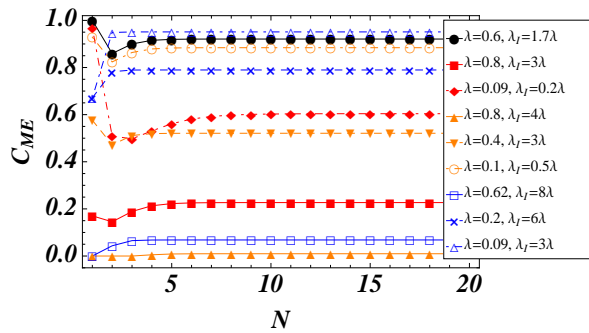 1.0
0.8
0.6
0.4
0.2
0.0
C_ME
5
10
15
20
N
λ=0.6, λ_I=1.7λ
λ=0.8, λ_I=3λ
λ=0.09, λ_I=0.2λ
λ=0.8, λ_I=4λ
λ=0.4, λ_I=3λ
λ=0.1, λ_I=0.5λ
λ=0.62, λ_I=8λ
λ=0.2, λ_I=6λ
λ=0.09, λ_I=3λ